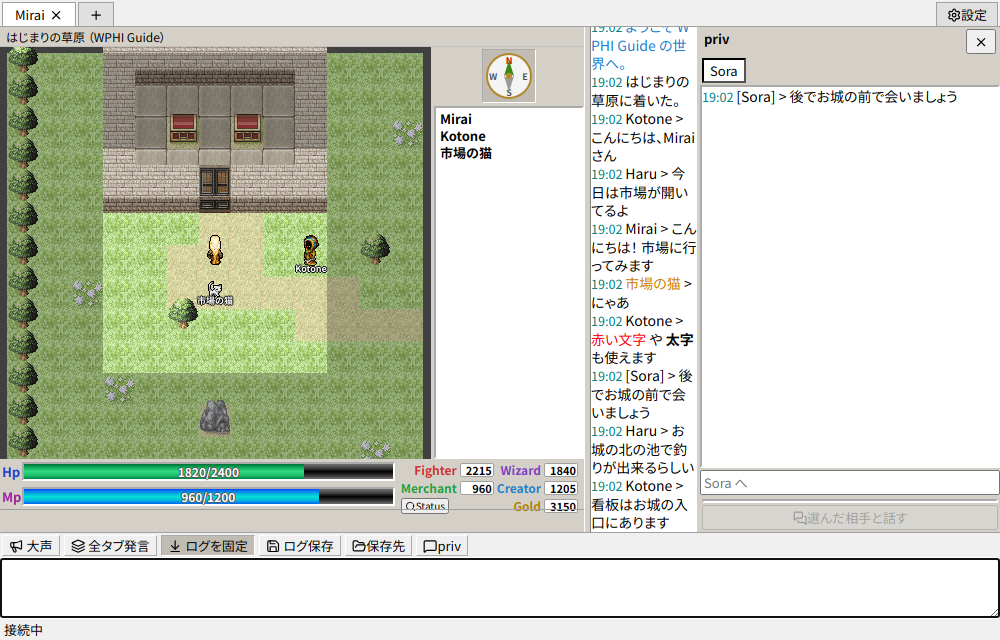 Mirai ×
+
設定
はじまりの草原 (WPHI Guide)
N
W E
S
Mirai
Kotone
市場の猫
Kotone
市場の猫
Hp 1820/2400
Mp 960/1200
Fighter 2215 Wizard 1840
Merchant 960 Creator 1205
Status Gold 3150
19:02 ようこそ W
PHI Guide の世
界へ。
19:02 はじまりの
草原に着いた。
19:02 Kotone >
こんにちは、Mirai
さん
19:02 Haru > 今
日は市場が開い
てるよ
19:02 Mirai > こん
にちは! 市場に行
ってみます
19:02 市場の猫 >
にゃあ
19:02 Kotone >
赤い文字 や 太字
も使えます
19:02 [Sora] > 後
でお城の前で会
いましょう
19:02 Haru > お
城の北の池で釣
りが出来るらしい
19:02 Kotone >
看板はお城の入
口にあります
priv
×
Sora
19:02 [Sora] > 後でお城の前で会いましょう
Sora へ
選んだ相手と話す
大声 全タブ発言 ログを固定 ログ保存 保存先 priv
接続中